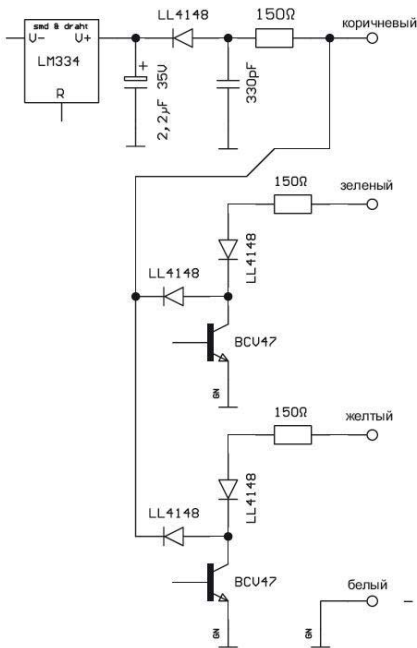 smd & draht
V- V+
LM334
R
+
35V
2,2µF
LL4148
330pF
150Ω
коричневый
150Ω
зеленый
LL4148
LL4148
BCV47
GN
150Ω
желтый
LL4148
LL4148
BCV47
GN
белый
-
GN